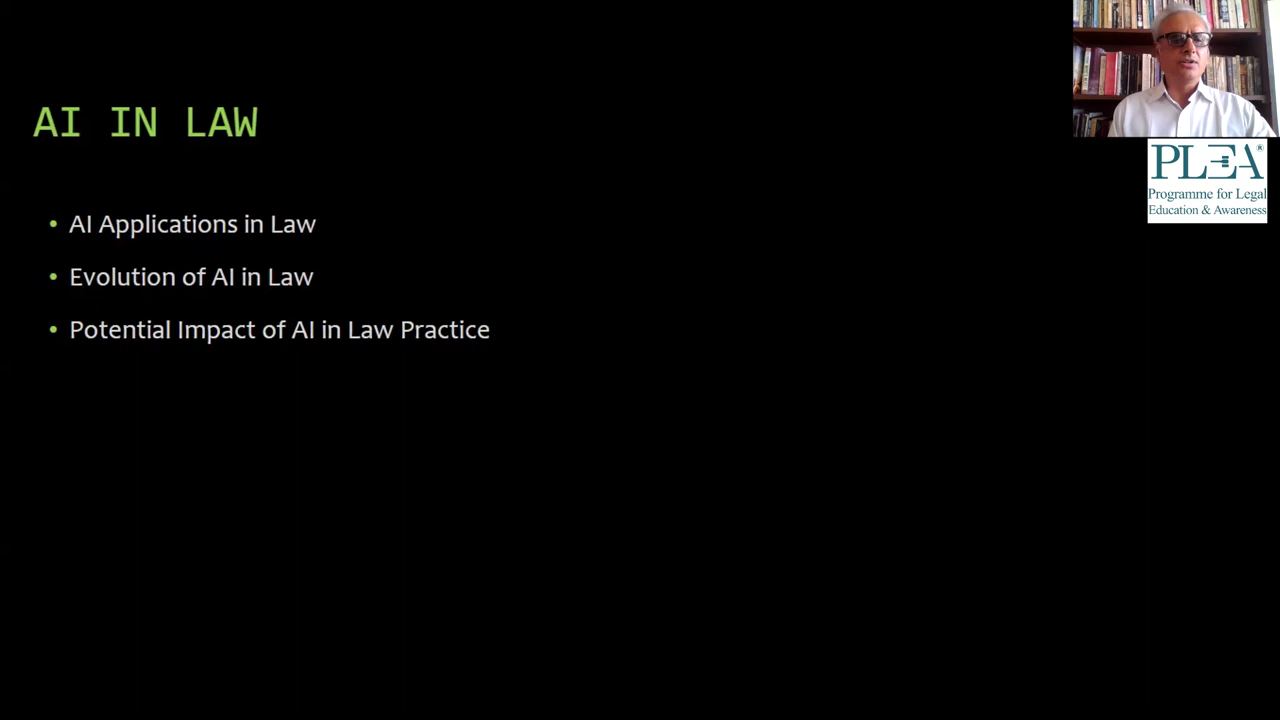 AI IN LAW
• AI Applications in Law
• Evolution of AI in Law
• Potential Impact of AI in Law Practice
PLEA®
Programme for Legal
Education & Awareness